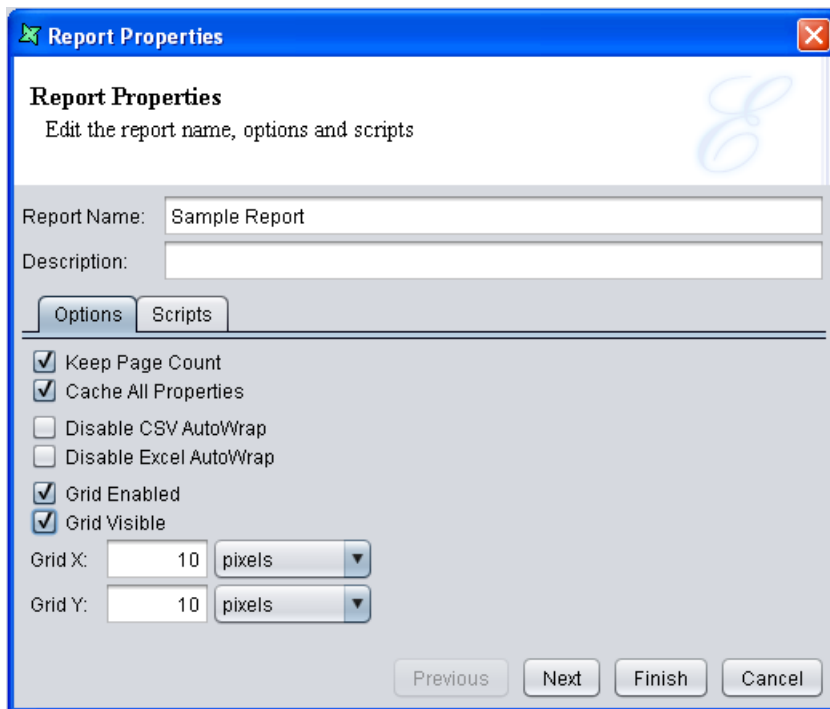 Report Properties
Report Properties
Edit the report name, options and scripts
Report Name: Sample Report
Description:
Options Scripts
Keep Page Count
Cache All Properties
Disable CSV AutoWrap
Disable Excel AutoWrap
Grid Enabled
Grid Visible
Grid X: 10 pixels
Grid Y: 10 pixels
Previous Next Finish Cancel